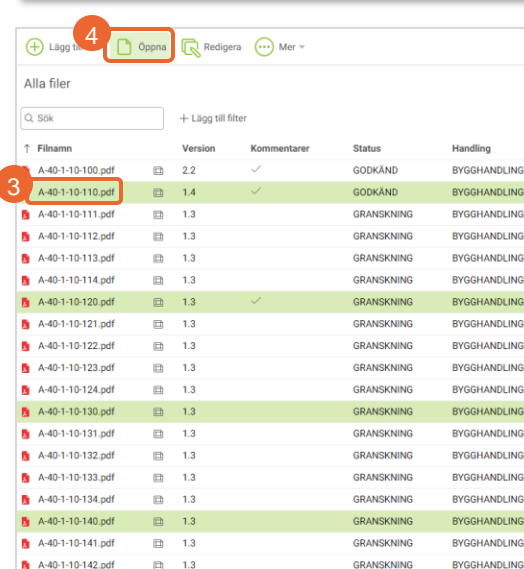 4
Lägg til Öppna Redigera Mer
Alla filer
Sök + Lägg till filter
↑ Filnamn Version Kommentarer Status Handling
A-40-1-10-100.pdf 2.2 ✓ GODKÄND BYGGHANDLING
3
A-40-1-10-110.pdf 1.4 ✓ GODKÄND BYGGHANDLING
A-40-1-10-111.pdf 1.3 GRANSKNING BYGGHANDLING
A-40-1-10-112.pdf 1.3 GRANSKNING BYGGHANDLING
A-40-1-10-113.pdf 1.3 GRANSKNING BYGGHANDLING
A-40-1-10-114.pdf 1.3 GRANSKNING BYGGHANDLING
A-40-1-10-120.pdf 1.3 ✓ GRANSKNING BYGGHANDLING
A-40-1-10-121.pdf 1.3 GRANSKNING BYGGHANDLING
A-40-1-10-122.pdf 1.3 GRANSKNING BYGGHANDLING
A-40-1-10-123.pdf 1.3 GRANSKNING BYGGHANDLING
A-40-1-10-124.pdf 1.3 GRANSKNING BYGGHANDLING
A-40-1-10-130.pdf 1.3 GRANSKNING BYGGHANDLING
A-40-1-10-131.pdf 1.3 GRANSKNING BYGGHANDLING
A-40-1-10-132.pdf 1.3 GRANSKNING BYGGHANDLING
A-40-1-10-133.pdf 1.3 GRANSKNING BYGGHANDLING
A-40-1-10-134.pdf 1.3 GRANSKNING BYGGHANDLING
A-40-1-10-140.pdf 1.3 GRANSKNING BYGGHANDLING
A-40-1-10-141.pdf 1.3 GRANSKNING BYGGHANDLING
A-40-1-10-142.pdf 1.3 GRANSKNING BYGGHANDLING